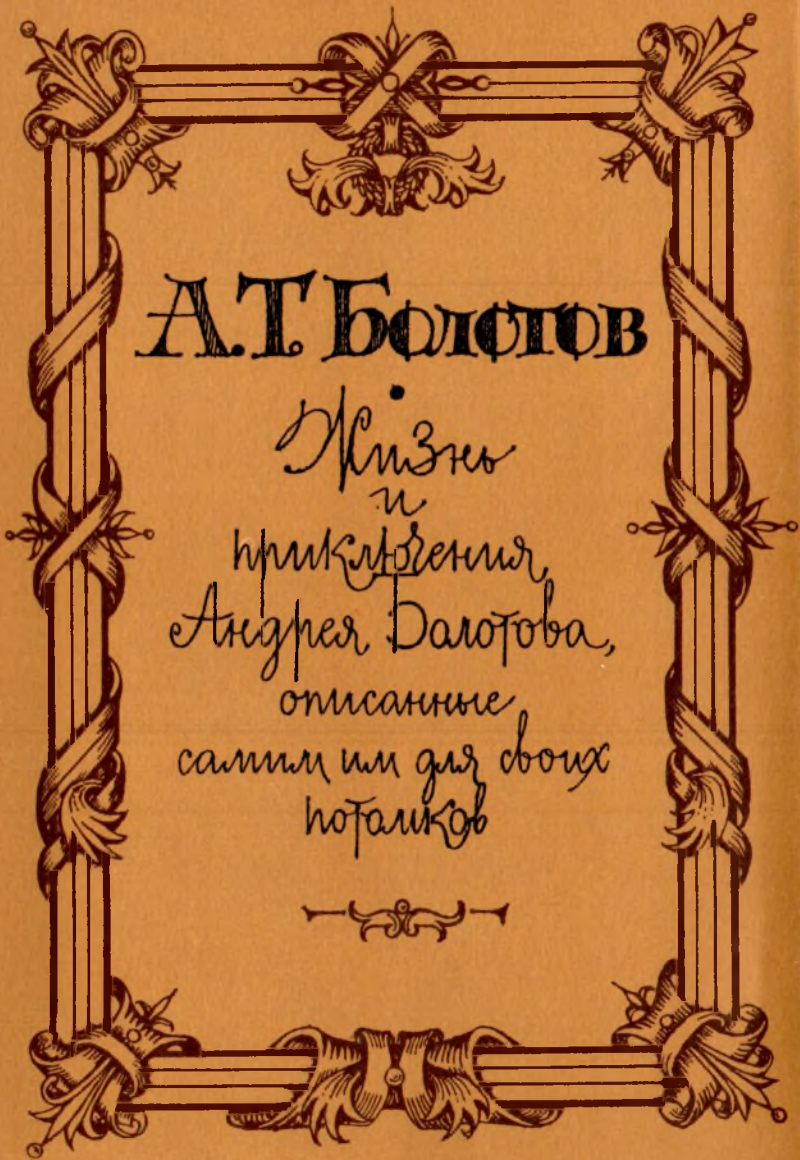 А.Т Болотов
Жизнь
и
приключения
Андрея Болотова,
описанные
самим им для своих
потомков